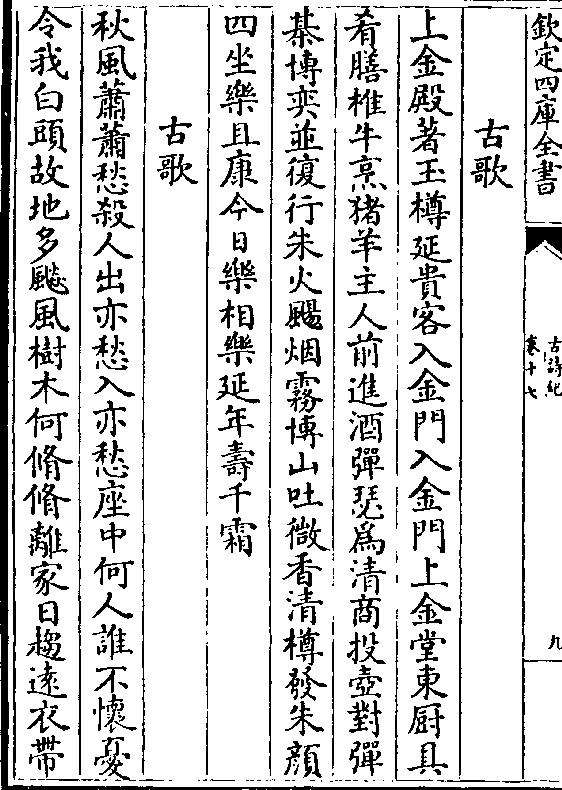 欽定四庫全書
古詩紀
卷十七
九
古歌
上金殿著玉樽延貴客入金門入金門上金堂東厨具
肴膳椎牛烹猪羊主人前進酒彈瑟爲清商投壺對彈
棊博奕並復行朱火颺烟霧博山吐微香清樽發朱顔
四坐樂且康今日樂相樂延年壽千霜
古歌
秋風蕭蕭愁殺人出亦愁入亦愁座中何人誰不懷憂
令我白頭故地多飈風樹木何脩脩離家日趨逺衣帶